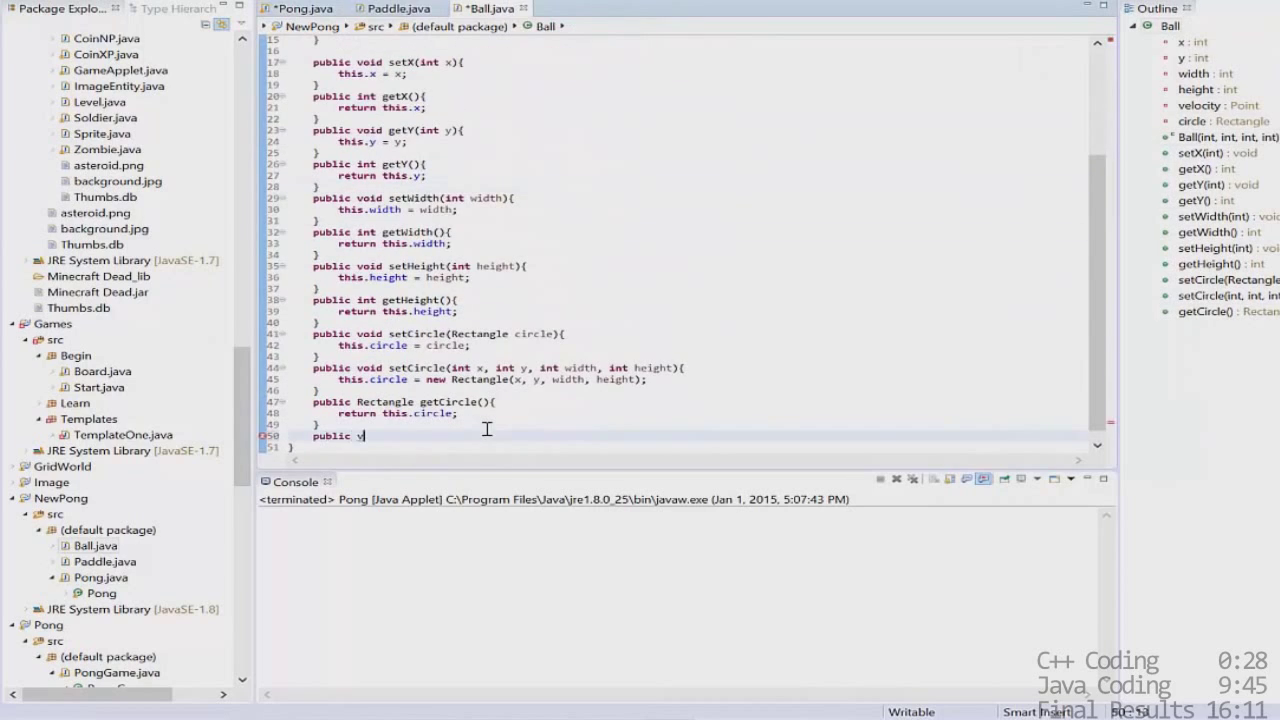 Package Explo...
Type Hierarch
CoinNP.java
CoinXP.java
GameApplet.java
ImageEntity.java
Level.java
Soldier.java
Sprite.java
Zombie.java
asteroid.png
background.jpg
Thumbs.db
asteroid.png
background.jpg
Thumbs.db
JRE System Library [JavaSE-1.7]
Minecraft Dead_lib
Minecraft Dead.jar
Thumbs.db
Games
src
Begin
Board.java
Start.java
Learn
Templates
TemplateOne.java
JRE System Library [JavaSE-1.7]
GridWorld
Image
NewPong
src
(default package)
Ball.java
Paddle.java
Pong.java
Pong
JRE System Library [JavaSE-1.8]
Pong
src
(default package)
PongGame.java
*Pong.java
Paddle.java
*Ball.java
NewPong
src
(default package)
Ball
15 }
16
17 public void setX(int x){
18 this.x = x;
19 }
20 public int getX(){
21 return this.x;
22 }
23 public void getY(int y){
24 this.y = y;
25 }
26 public int getY(){
27 return this.y;
28 }
29 public void setWidth(int width){
30 this.width = width;
31 }
32 public int getWidth(){
33 return this.width;
34 }
35 public void setHeight(int height){
36 this.height = height;
37 }
38 public int getHeight(){
39 return this.height;
40 }
41 public void setCircle(Rectangle circle){
42 this.circle = circle;
43 }
44 public void setCircle(int x, int y, int width, int height){
45 this.circle = new Rectangle(x, y, width, height);
46 }
47 public Rectangle getCircle(){
48 return this.circle;
49 }
50 public v
51 }
Console
<terminated> Pong [Java Applet] C:\Program Files\Java\jre1.8.0_25\bin\javaw.exe (Jan 1, 2015, 5:07:43 PM)
Outline
Ball
x : int
y : int
width : int
height : int
velocity : Point
circle : Rectangle
Ball(int, int, int, int)
setX(int) : void
getX() : int
getY(int) : void
getY() : int
setWidth(int) : void
getWidth() : int
setHeight(int) : void
getHeight() : int
setCircle(Rectangle
setCircle(int, int, int,
getCircle() : Rectan
C++ Coding 0:28
Java Coding 9:45
Final Results 16:11
Writable
Smart Insert